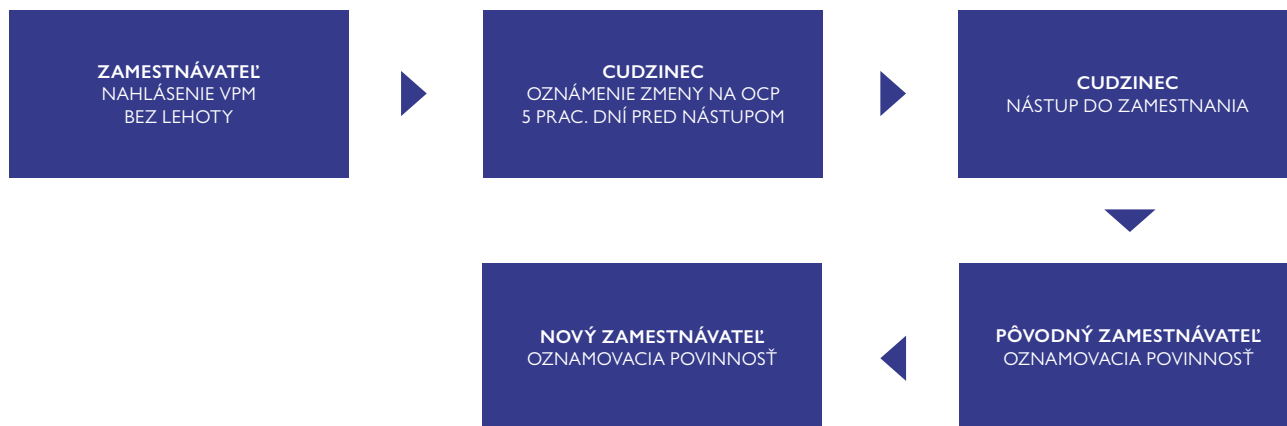 ZAMESTNÁVATEĽ
NAHLÁSENIE VPM
BEZ LEHOTY
CUDZINEC
OZNÁMENIE ZMENY NA OCP
5 PRAC. DNÍ PRED NÁSTUPOM
CUDZINEC
NÁSTUP DO ZAMESTNANIA
PÔVODNÝ ZAMESTNÁVATEĽ
OZNAMOVACIA POVINNOSŤ
NOVÝ ZAMESTNÁVATEĽ
OZNAMOVACIA POVINNOSŤ